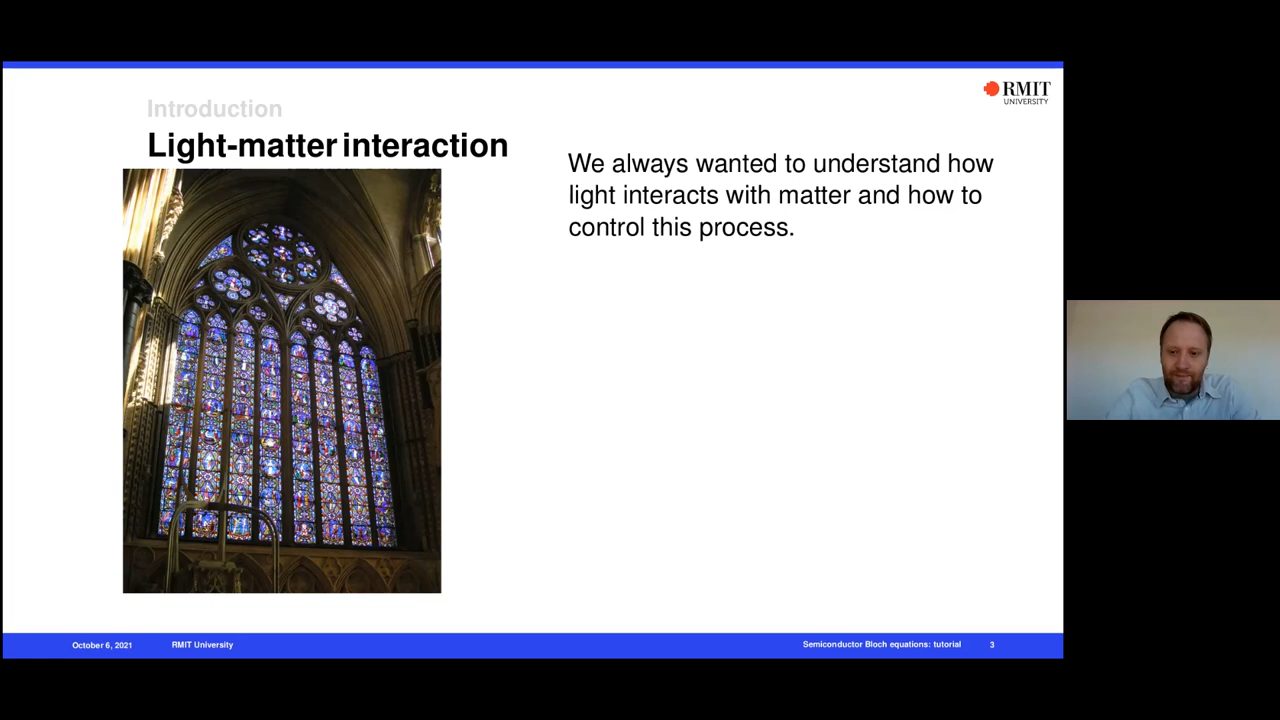 Introduction
RMIT
UNIVERSITY
Light-matter interaction
We always wanted to understand how
light interacts with matter and how to
control this process.
October 6, 2021
RMIT University
Semiconductor Bloch equations: tutorial
3